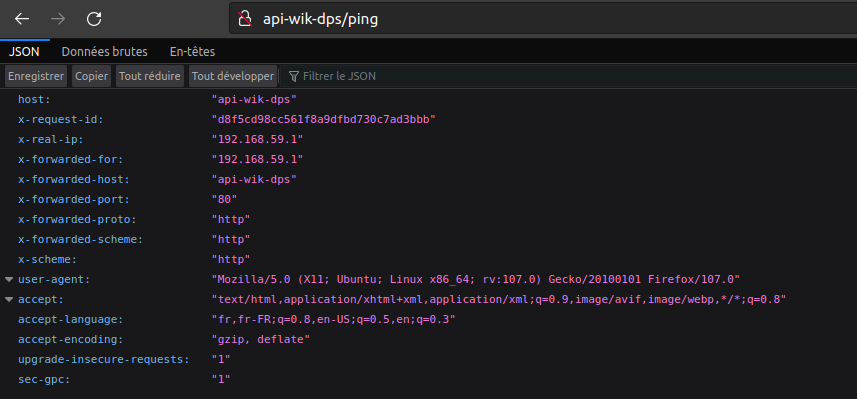 api-wik-dps/ping
JSON Données brutes En-têtes
Enregistrer Copier Tout réduire Tout développer Filtrer le JSON
host: "api-wik-dps"
x-request-id: "d8f5cd98cc561f8a9dfbd730c7ad3bbb"
x-real-ip: "192.168.59.1"
x-forwarded-for: "192.168.59.1"
x-forwarded-host: "api-wik-dps"
x-forwarded-port: "80"
x-forwarded-proto: "http"
x-forwarded-scheme: "http"
x-scheme: "http"
user-agent: "Mozilla/5.0 (X11; Ubuntu; Linux x86_64; rv:107.0) Gecko/20100101 Firefox/107.0"
accept: "text/html,application/xhtml+xml,application/xml;q=0.9,image/avif,image/webp,*/*;q=0.8"
accept-language: "fr,fr-FR;q=0.8,en-US;q=0.5,en;q=0.3"
accept-encoding: "gzip, deflate"
upgrade-insecure-requests: "1"
sec-gpc: "1"